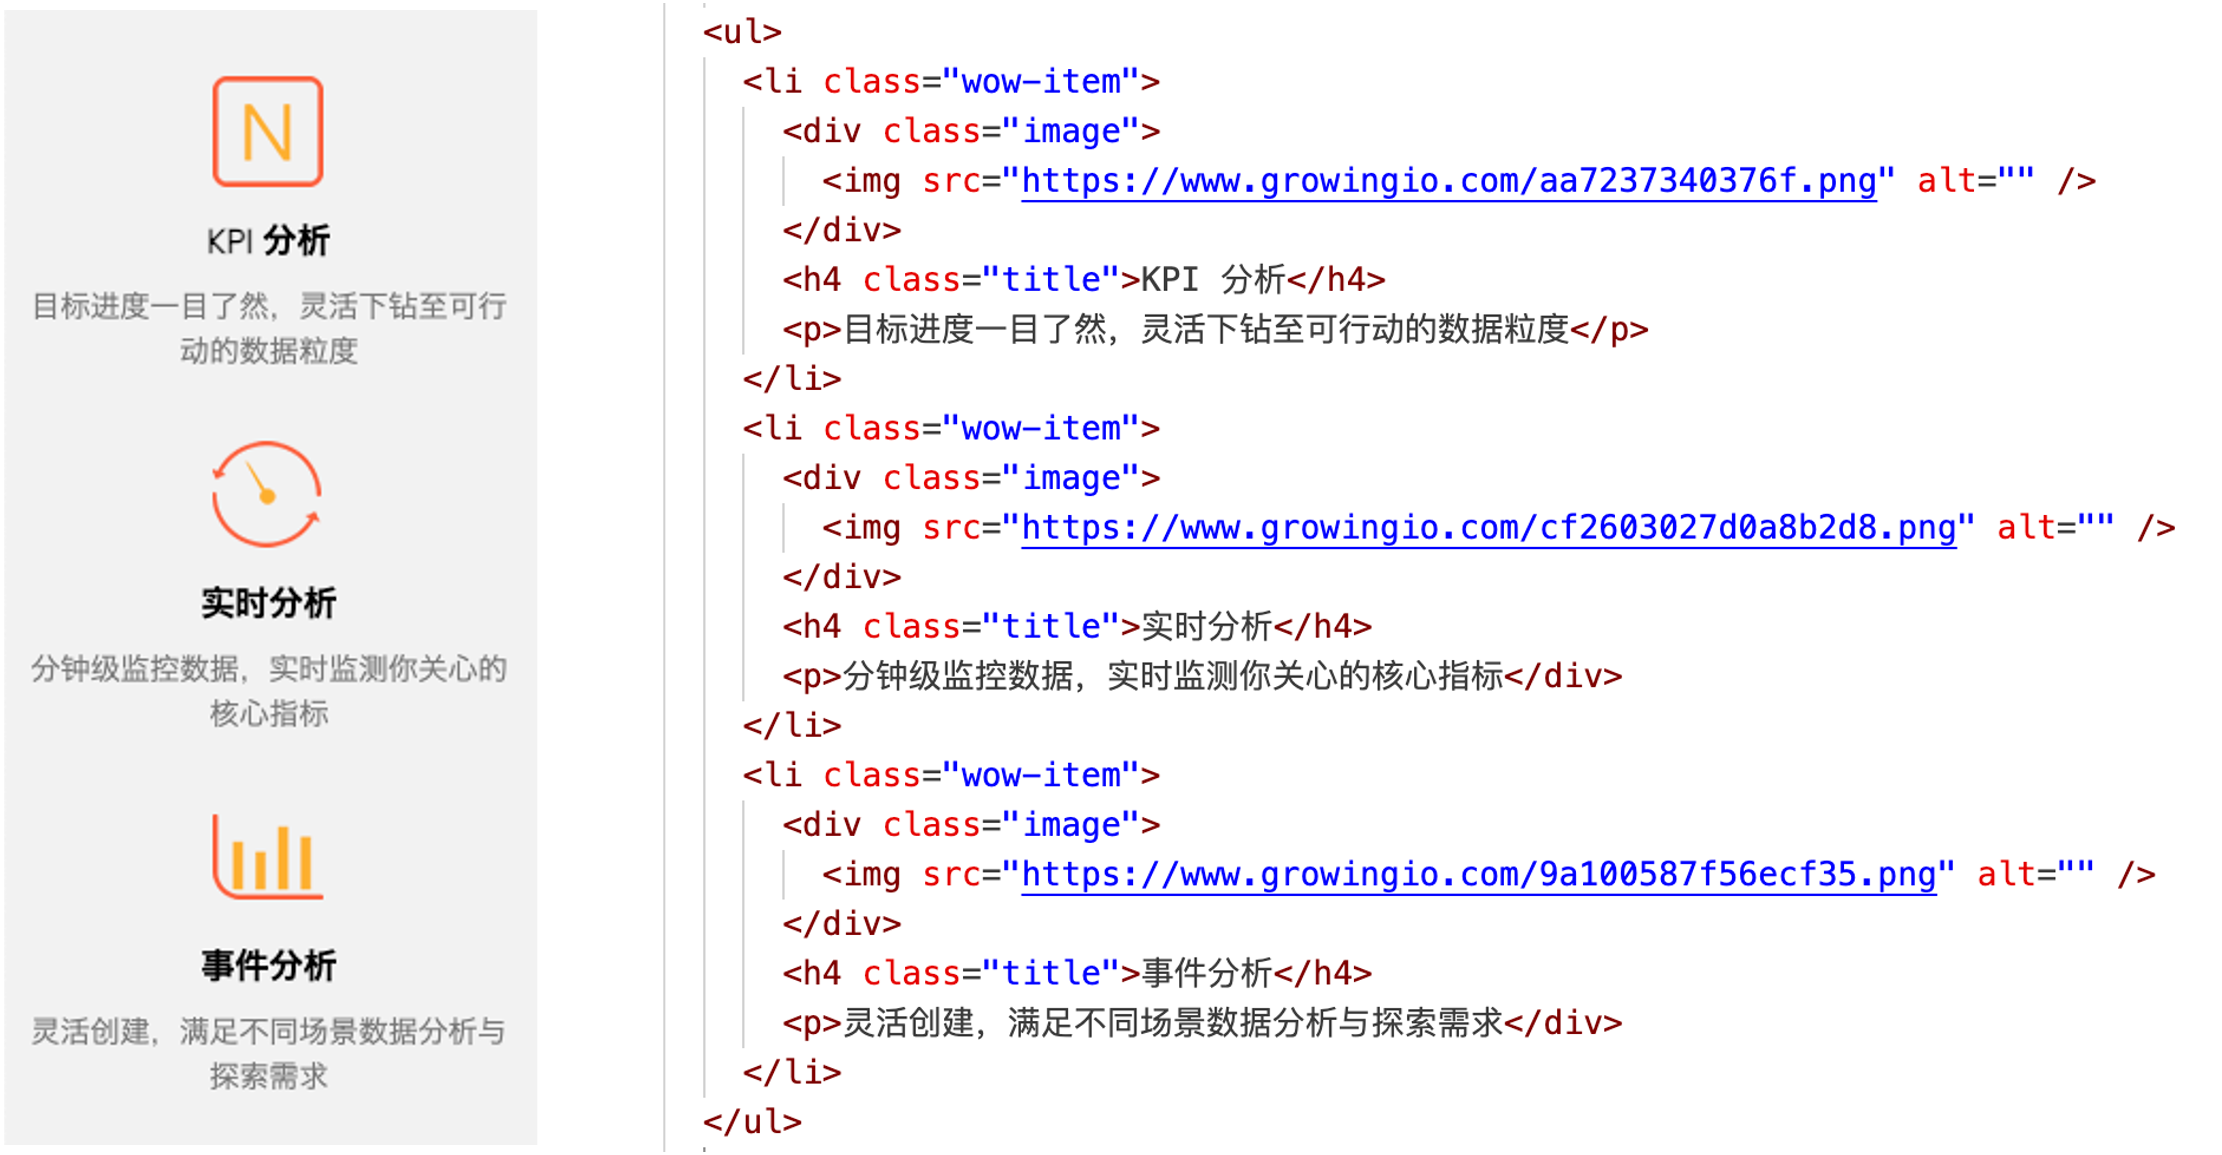 N
KPI 分析
目标进度一目了然，灵活下钻至可行
动的数据粒度
实时分析
分钟级监控数据，实时监测你关心的
核心指标
事件分析
灵活创建，满足不同场景数据分析与
探索需求
<ul>
<li class="wow-item">
<div class="image">
<img src="https://www.growingio.com/aa7237340376f.png" alt="" />
</div>
<h4 class="title">KPI 分析</h4>
<p>目标进度一目了然，灵活下钻至可行动的数据粒度</p>
</li>
<li class="wow-item">
<div class="image">
<img src="https://www.growingio.com/cf2603027d0a8b2d8.png" alt="" />
</div>
<h4 class="title">实时分析</h4>
<p>分钟级监控数据，实时监测你关心的核心指标</div>
</li>
<li class="wow-item">
<div class="image">
<img src="https://www.growingio.com/9a100587f56ecf35.png" alt="" />
</div>
<h4 class="title">事件分析</h4>
<p>灵活创建，满足不同场景数据分析与探索需求</div>
</li>
</ul>